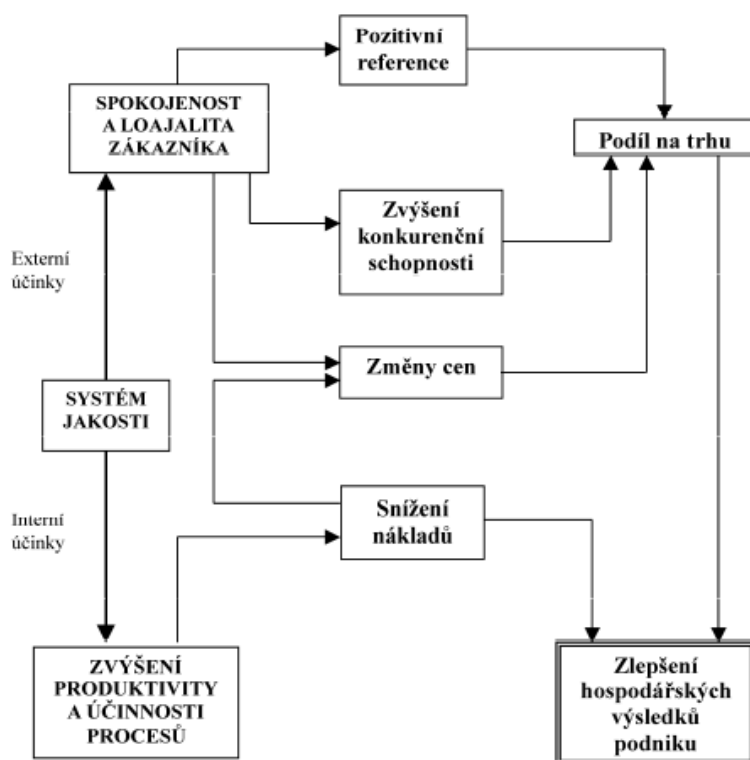 Pozitivní
reference
SPOKOJENOST
A LOAJALITA
ZÁKAZNÍKA
Podíl na trhu
Zvýšení
konkurenční
schopnosti
Externí
účinky
Změny cen
SYSTÉM
JAKOSTI
Snížení
nákladů
Interní
účinky
ZVÝŠENÍ
PRODUKTIVITY
A ÚČINNOSTI
PROCESŮ
Zlepšení
hospodářských
výsledků
podniku